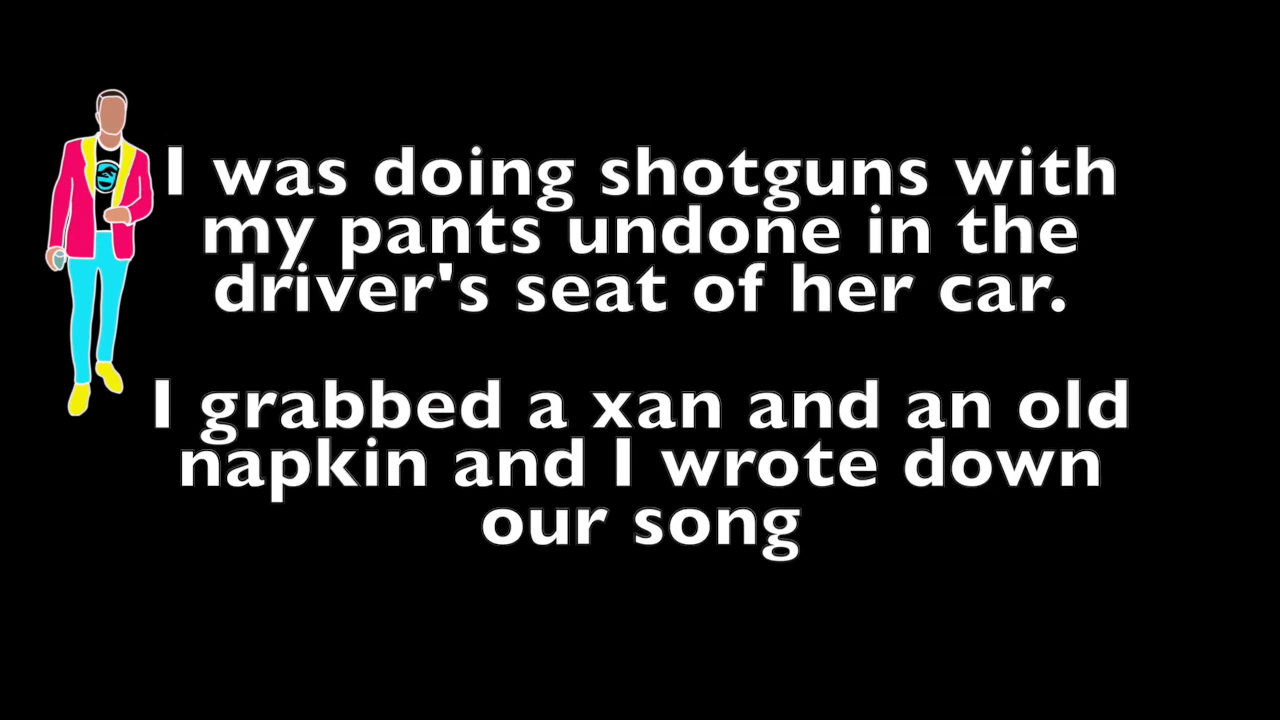 I was doing shotguns with
my pants undone in the
driver's seat of her car.
I grabbed a xan and an old
napkin and I wrote down
our song